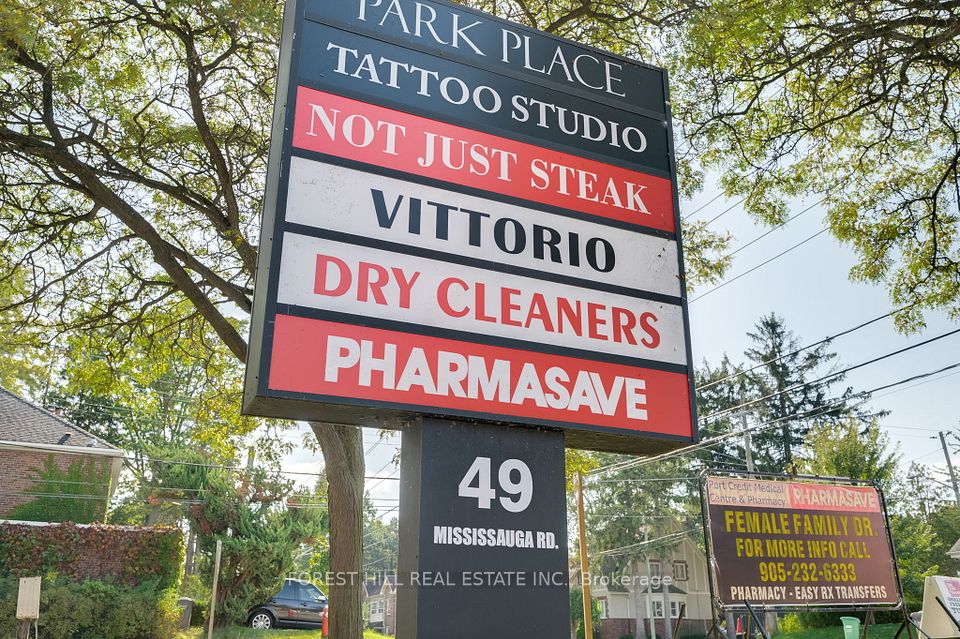 PARK PLACE
TATTOO STUDIO
NOT JUST STEAK
VITTORIO
DRY CLEANERS
PHARMASAVE
49
MISSISSAUGA RD.
Port Credit Medical
Centre & Pharmacy
PHARMASAVE
FEMALE FAMILY DR.
FOR MORE INFO CALL
905-232-6333
PHARMACY - EASY RX TRANSFERS
FOREST HILL REAL ESTATE INC., Brokerage